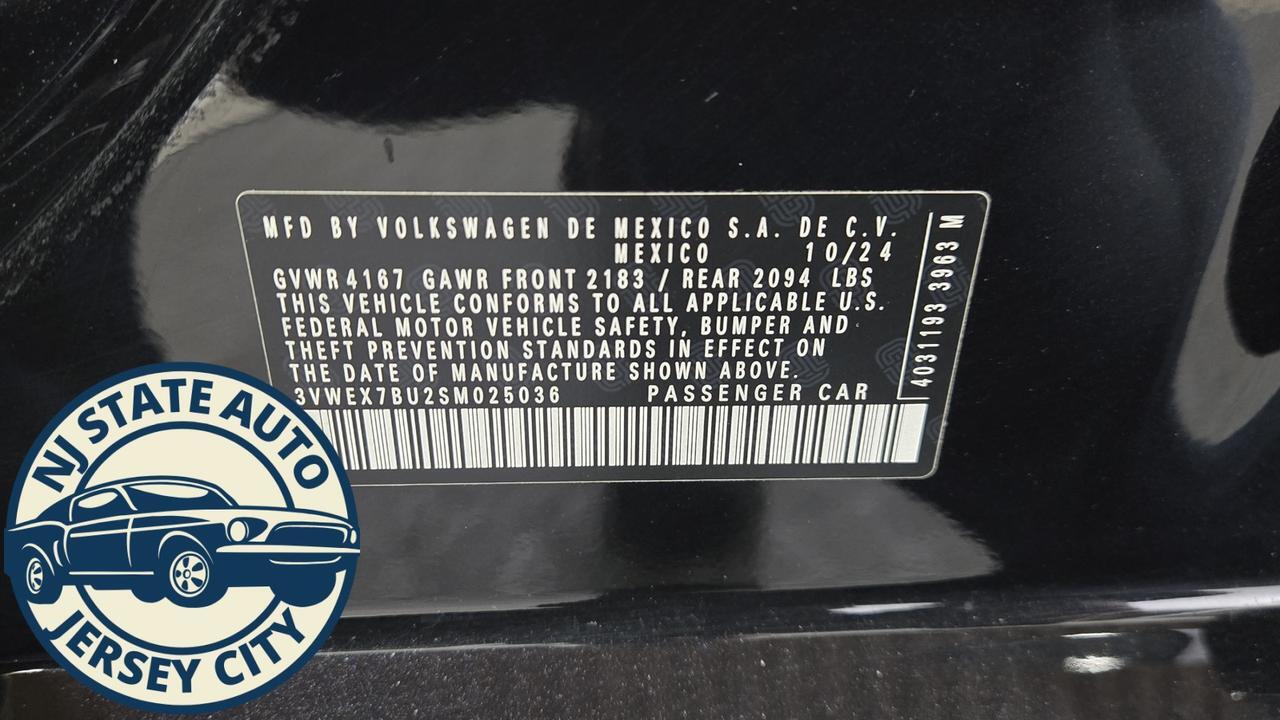 MFD BY VOLKSWAGEN DE MEXICO S.A. DE C.V.
MEXICO 10/24
GVWR 4167 GAWR FRONT 2183 / REAR 2094 LBS
THIS VEHICLE CONFORMS TO ALL APPLICABLE U.S.
FEDERAL MOTOR VEHICLE SAFETY, BUMPER AND
THEFT PREVENTION STANDARDS IN EFFECT ON
THE DATE OF MANUFACTURE SHOWN ABOVE.
3VWEX7BU2SM025036 PASSENGER CAR
4031193 3963 M
NJ STATE AUTO
JERSEY CITY